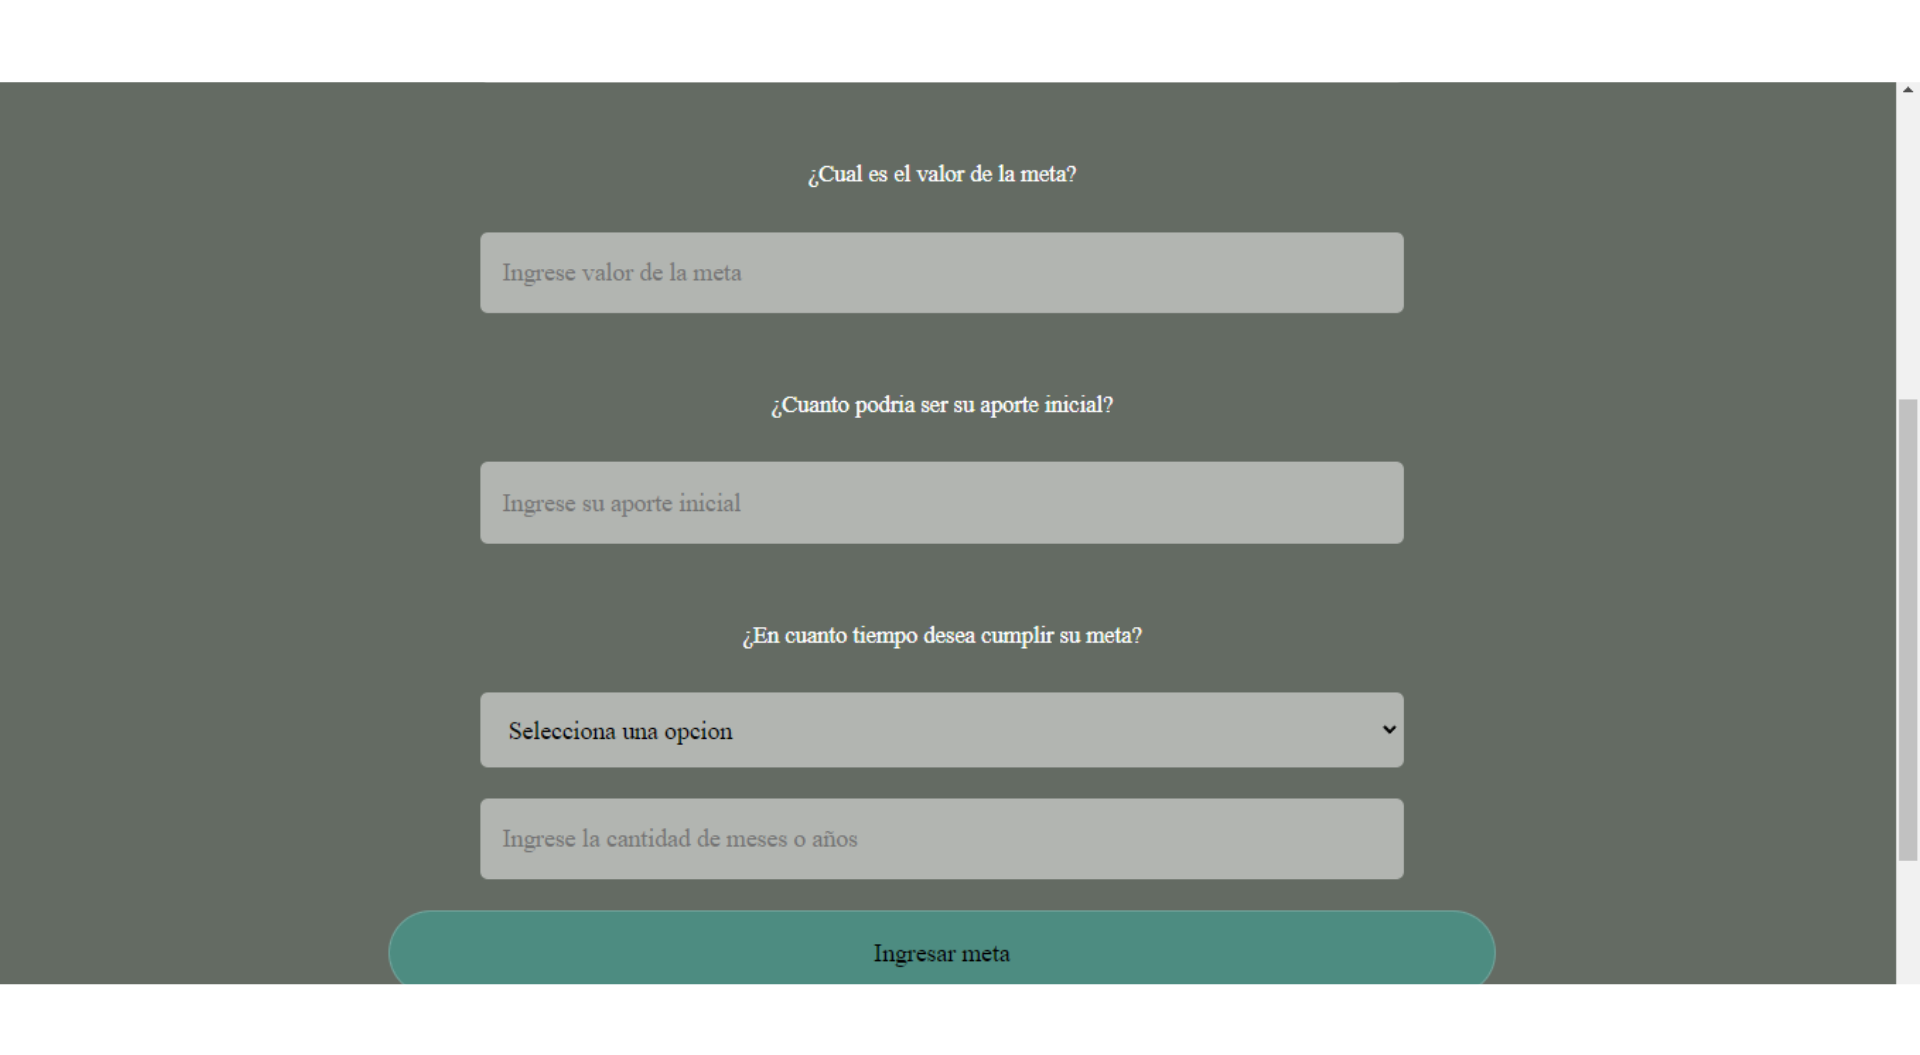 ¿Cual es el valor de la meta?
Ingrese valor de la meta
¿Cuanto podria ser su aporte inicial?
Ingrese su aporte inicial
¿En cuanto tiempo desea cumplir su meta?
Selecciona una opcion
Ingrese la cantidad de meses o años
Ingresar meta